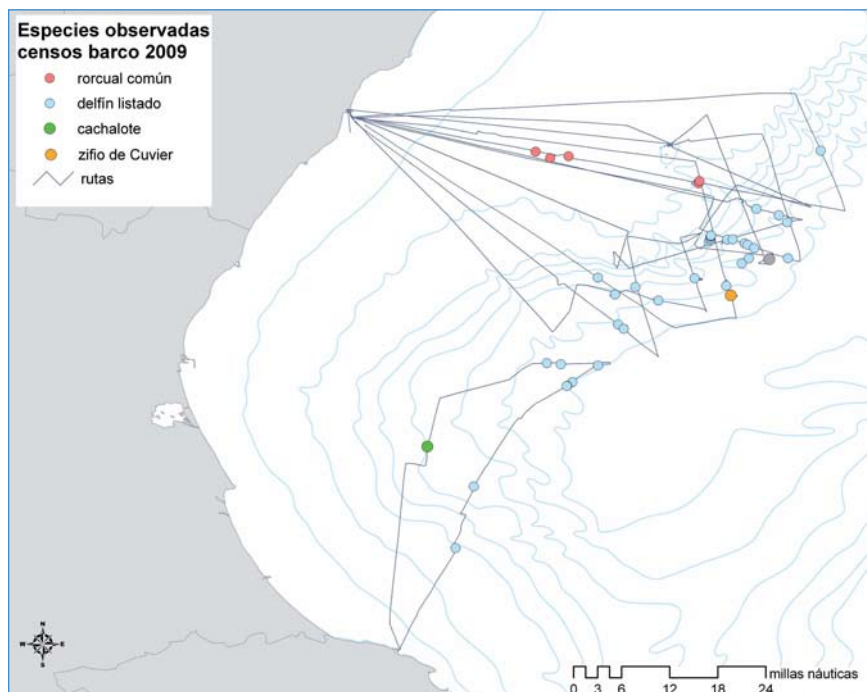 Especies observadas
censos barco 2009
rorcual común
delfín listado
cachalote
zifio de Cuvier
rutas
N
W E
S
millas náuticas
0 3 6 12 18 24